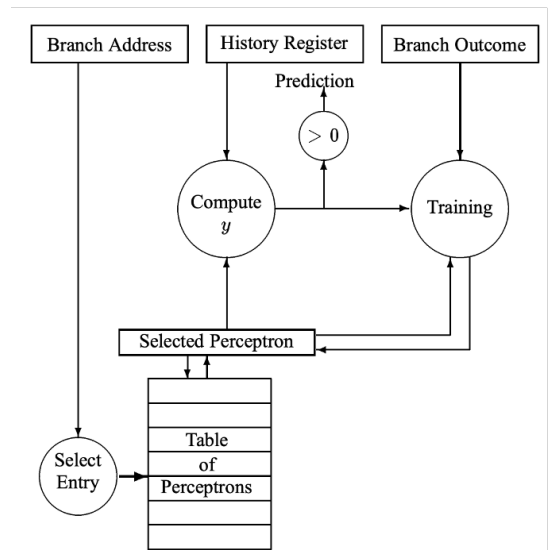 Branch Address
History Register
Branch Outcome
Prediction
> 0
Compute
y
Training
Selected Perceptron
Table
of
Perceptrons
Select
Entry